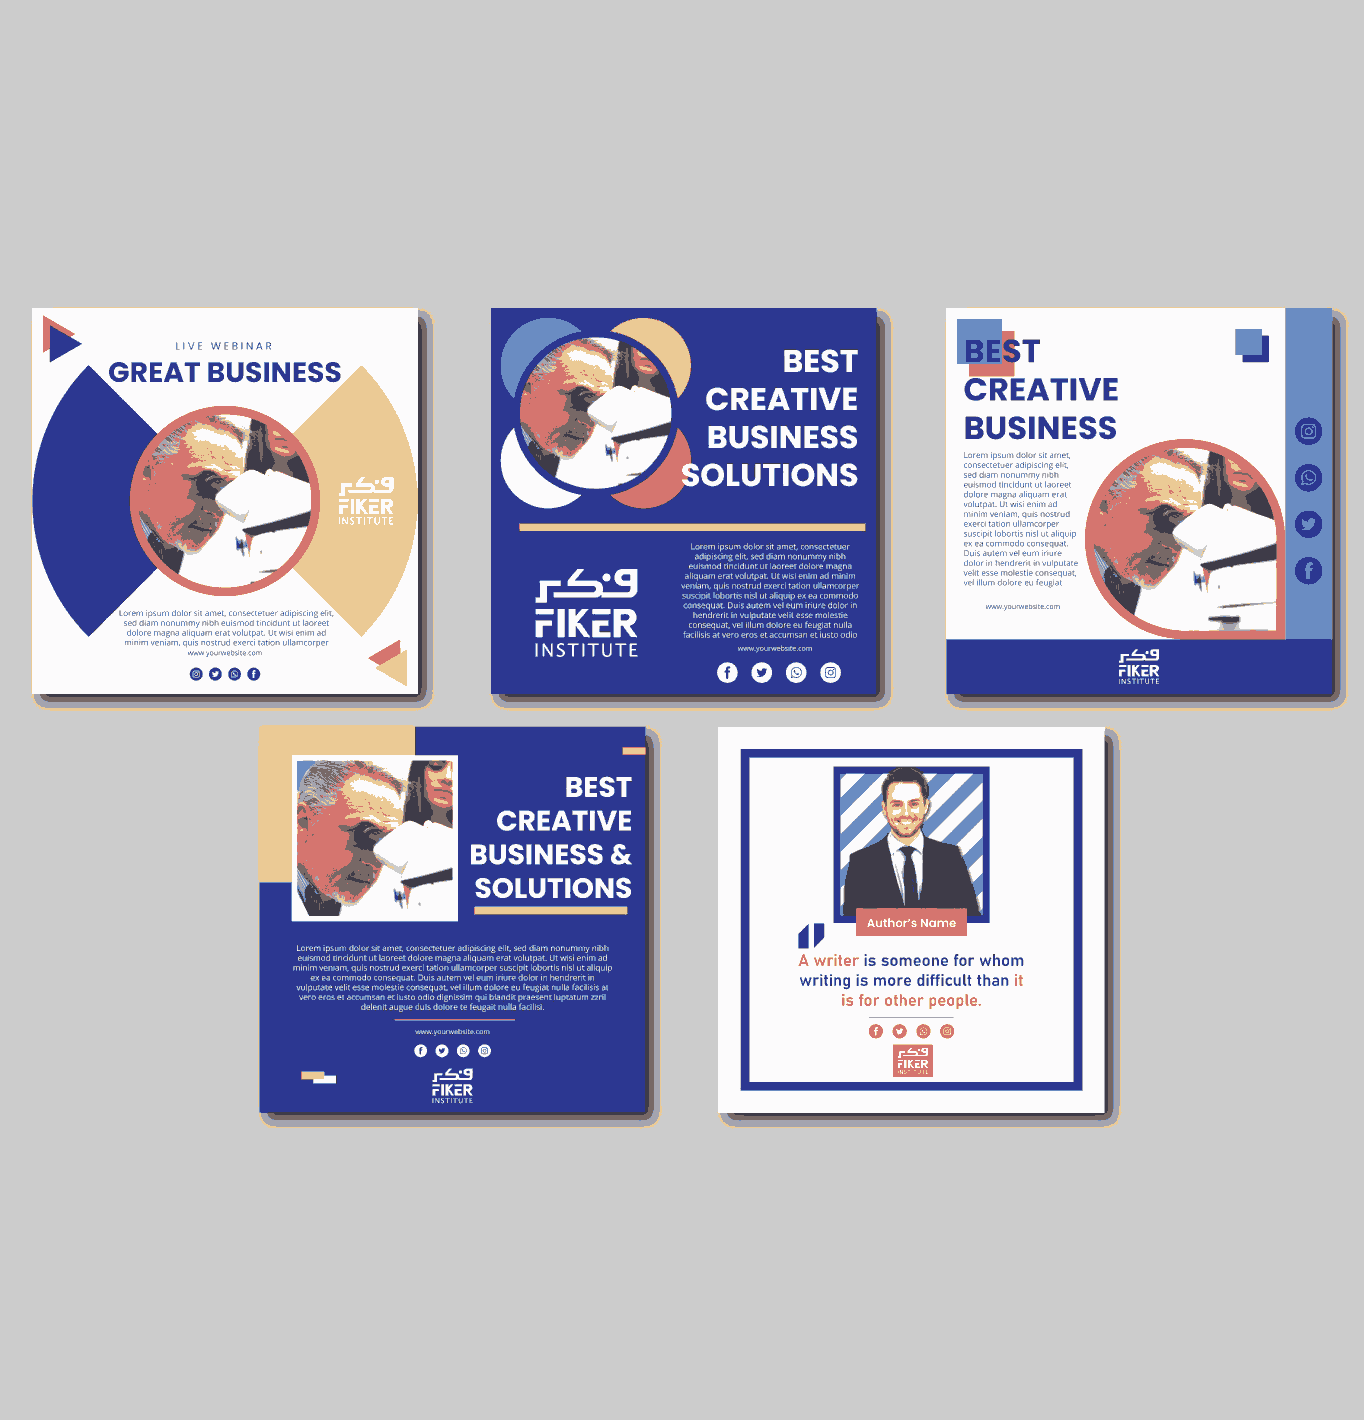 LIVE WEBINAR
GREAT BUSINESS
فكر
FIKER
INSTITUTE
Lorem ipsum dolor sit amet, consectetuer adipiscing elit,
sed diam nonummy nibh euismod tincidunt ut laoreet
dolore magna aliquam erat volutpat. Ut wisi enim ad
minim veniam, quis nostrud exerci tation ullamcorper
www.yourwebsite.com
BEST
CREATIVE
BUSINESS
SOLUTIONS
فكر
FIKER
INSTITUTE
Lorem ipsum dolor sit amet, consectetuer
adipiscing elit, sed diam nonummy nibh
euismod tincidunt ut laoreet dolore magna
aliquam erat volutpat. Ut wisi enim ad minim
veniam, quis nostrud exerci tation ullamcorper
suscipit lobortis nisl ut aliquip ex ea commodo
consequat. Duis autem vel eum iriure dolor in
hendrerit in vulputate velit esse molestie
consequat, vel illum dolore eu feugiat nulla
facilisis at vero eros et accumsan et iusto odio
www.yourwebsite.com
BEST
CREATIVE
BUSINESS
Lorem ipsum dolor sit amet,
consectetuer adipiscing elit,
sed diam nonummy nibh
euismod tincidunt ut laoreet
dolore magna aliquam erat
volutpat. Ut wisi enim ad
minim veniam, quis nostrud
exerci tation ullamcorper
suscipit lobortis nisl ut aliquip
ex ea commodo consequat.
Duis autem vel eum iriure
dolor in hendrerit in vulputate
velit esse molestie consequat,
vel illum dolore eu feugiat
www.yourwebsite.com
فكر
FIKER
INSTITUTE
BEST
CREATIVE
BUSINESS &
SOLUTIONS
Lorem ipsum dolor sit amet, consectetuer adipiscing elit, sed diam nonummy nibh
euismod tincidunt ut laoreet dolore magna aliquam erat volutpat. Ut wisi enim ad
minim veniam, quis nostrud exerci tation ullamcorper suscipit lobortis nisl ut aliquip
ex ea commodo consequat. Duis autem vel eum iriure dolor in hendrerit in
vulputate velit esse molestie consequat, vel illum dolore eu feugiat nulla facilisis at
vero eros et accumsan et iusto odio dignissim qui blandit praesent luptatum zzril
delenit augue duis dolore te feugait nulla facilisi.
www.yourwebsite.com
فكر
FIKER
INSTITUTE
Author's Name
A writer is someone for whom
writing is more difficult than it
is for other people.
فكر
FIKER
INSTITUTE